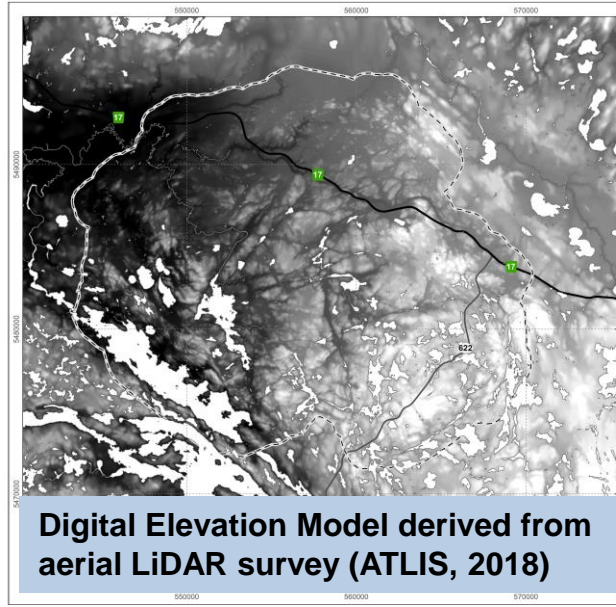 550000 560000 570000
17
5490000
17
17
5480000
622
5470000
Digital Elevation Model derived from
aerial LiDAR survey (ATLIS, 2018)
550000 560000 570000